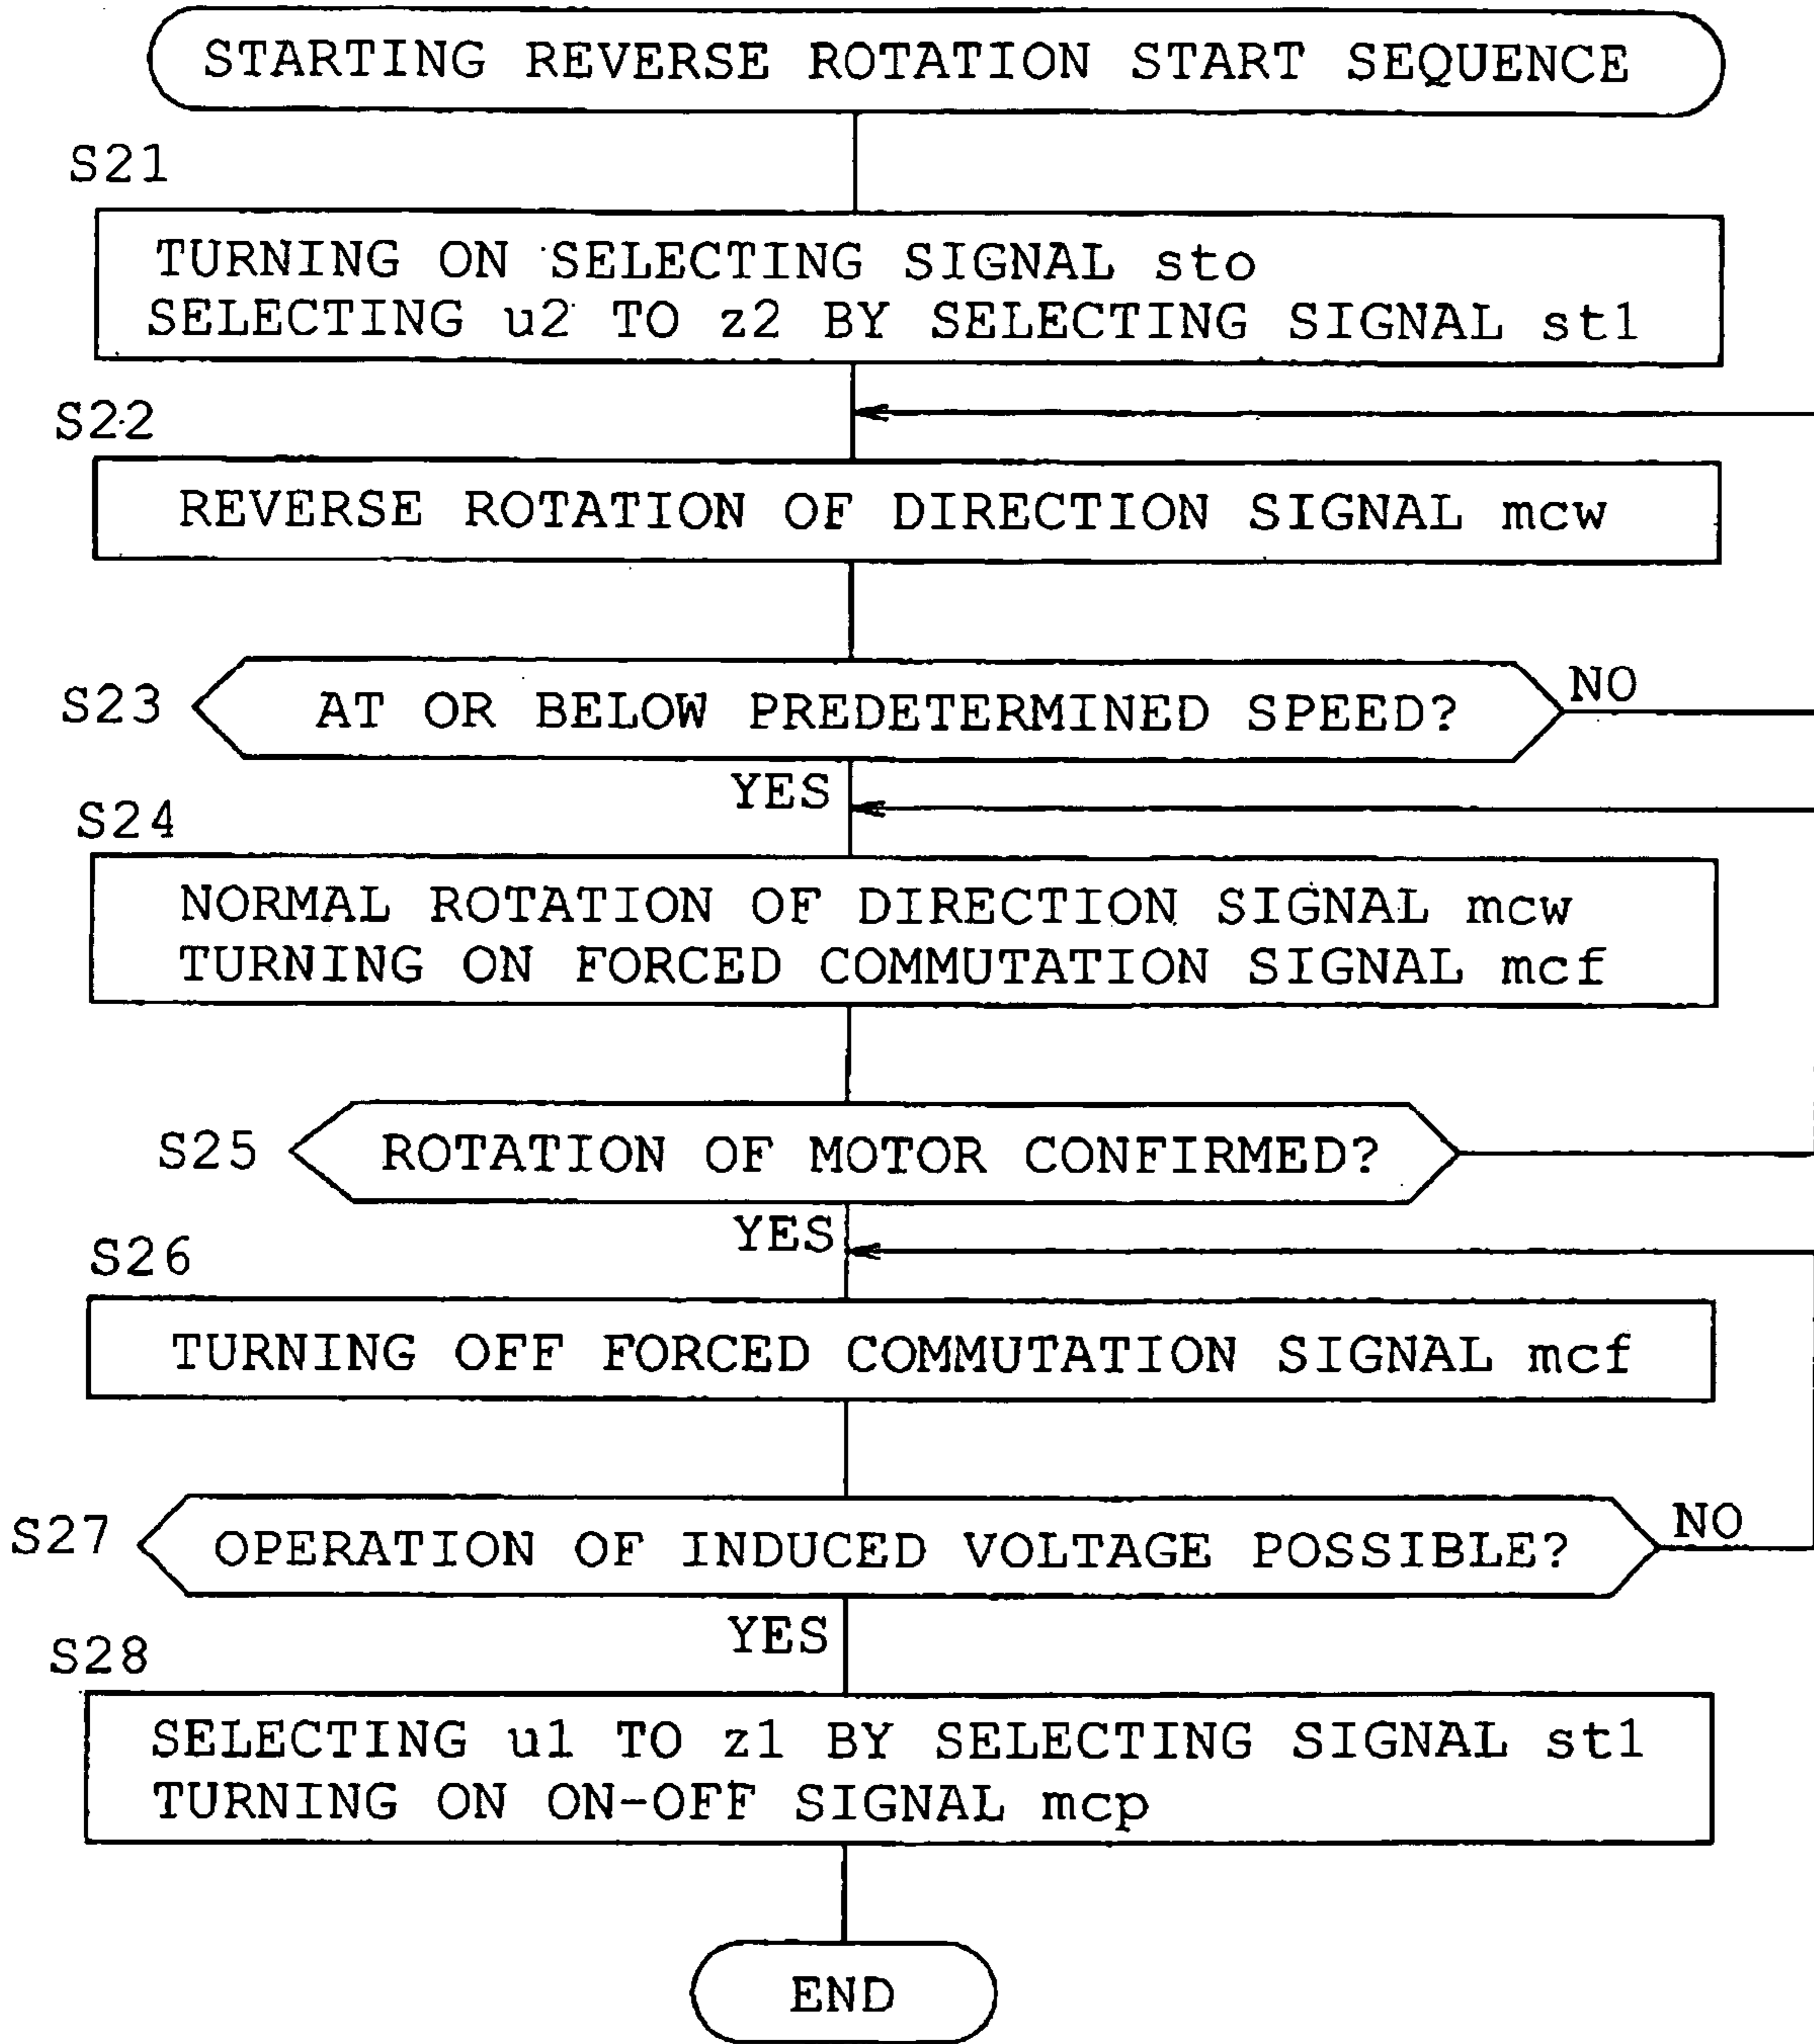 STARTING REVERSE ROTATION START SEQUENCE
S21
TURNING ON SELECTING SIGNAL sto
SELECTING u2 TO z2 BY SELECTING SIGNAL st1
S22
REVERSE ROTATION OF DIRECTION SIGNAL mcw
S23
AT OR BELOW PREDETERMINED SPEED?
NO
YES
S24
NORMAL ROTATION OF DIRECTION SIGNAL mcw
TURNING ON FORCED COMMUTATION SIGNAL mcf
S25
ROTATION OF MOTOR CONFIRMED?
YES
S26
TURNING OFF FORCED COMMUTATION SIGNAL mcf
S27
OPERATION OF INDUCED VOLTAGE POSSIBLE?
NO
YES
S28
SELECTING u1 TO z1 BY SELECTING SIGNAL st1
TURNING ON ON-OFF SIGNAL mcp
END